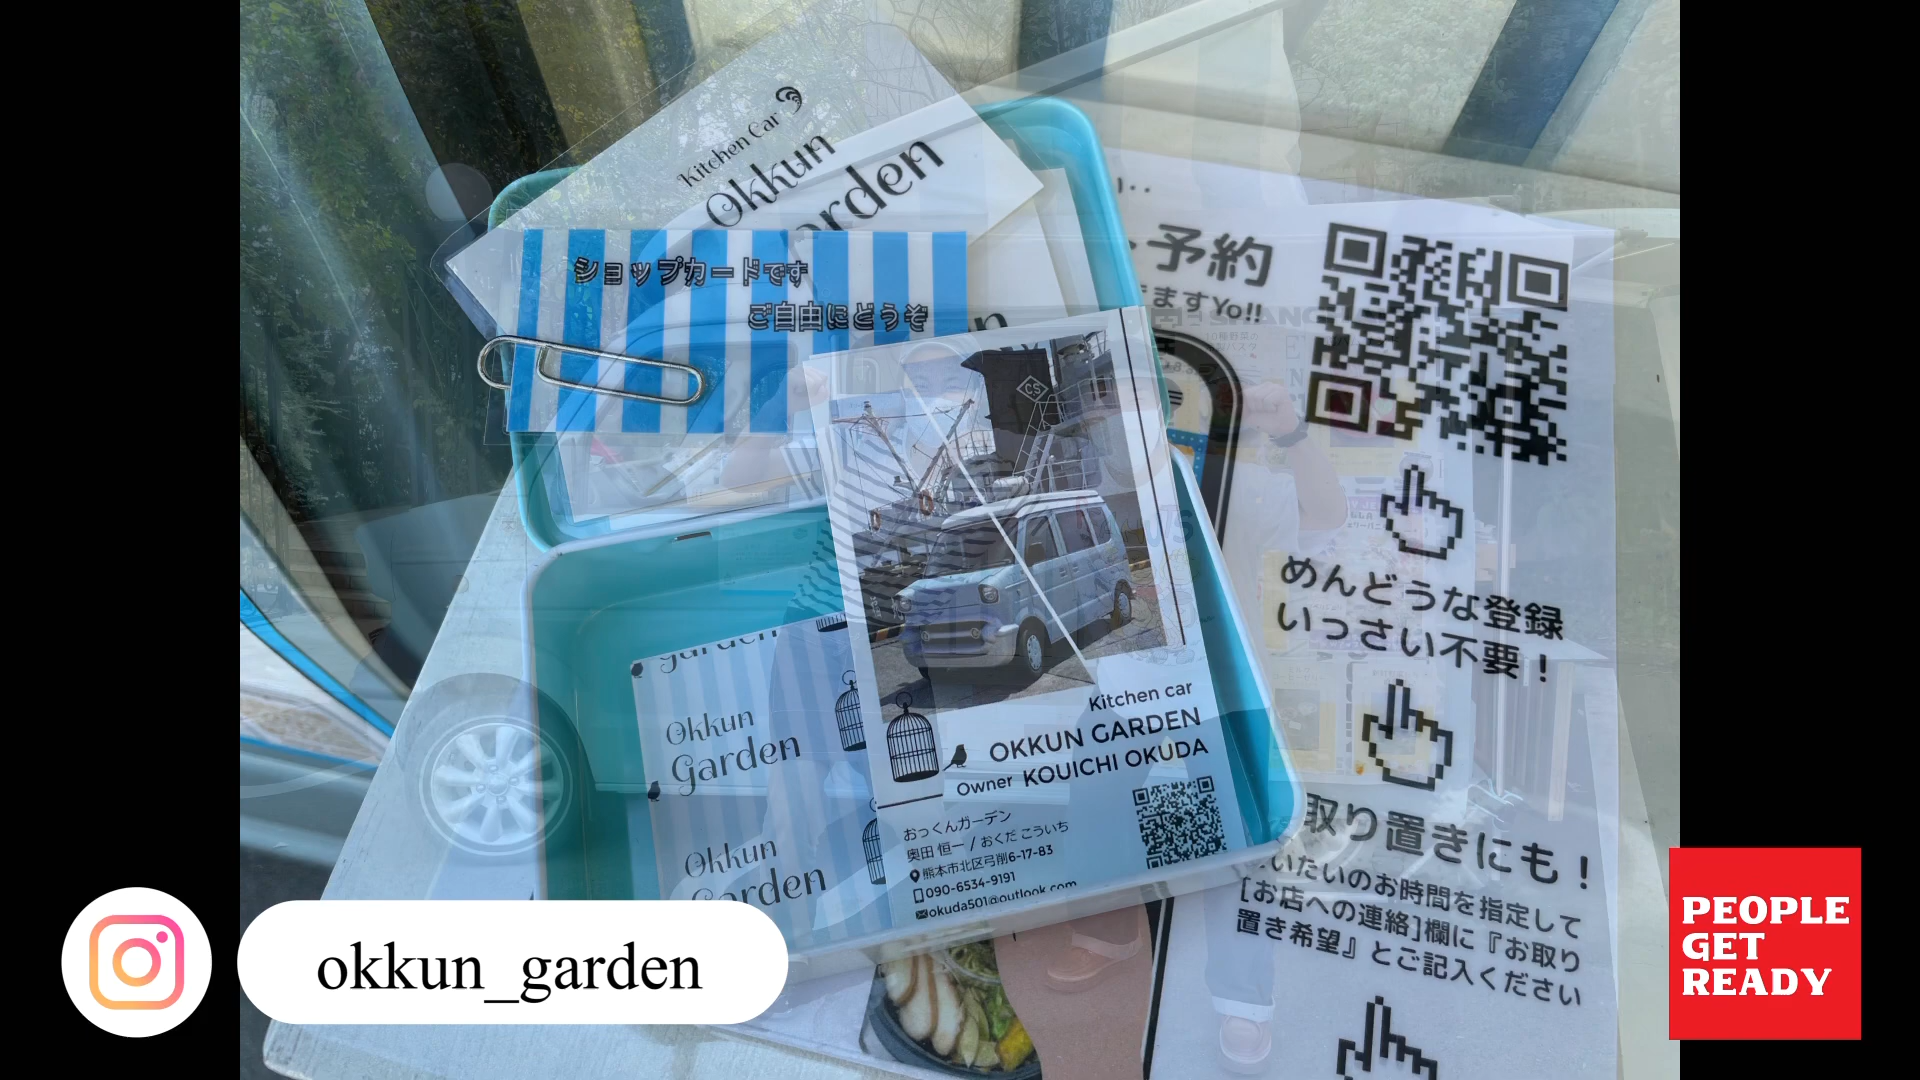 Kitchen Car
Okkun
Garden
ショップカードです
ご自由にどうぞ
予約
ますYo!!
めんどうな登録
いっさい不要！
取り置きにも！
いたいのお時間を指定して
[お店への連絡]欄に『お取り
置き希望』とご記入ください
CS
Kitchen car
OKKUN GARDEN
Owner KOUICHI OKUDA
おっくんガーデン
奥田 恒一 / おくだ こういち
熊本市北区弓削6-17-83
090-6534-9191
okuda501@outlook.com
garden
Okkun
Garden
Okkun
Garden
okkun_garden
PEOPLE
GET
READY